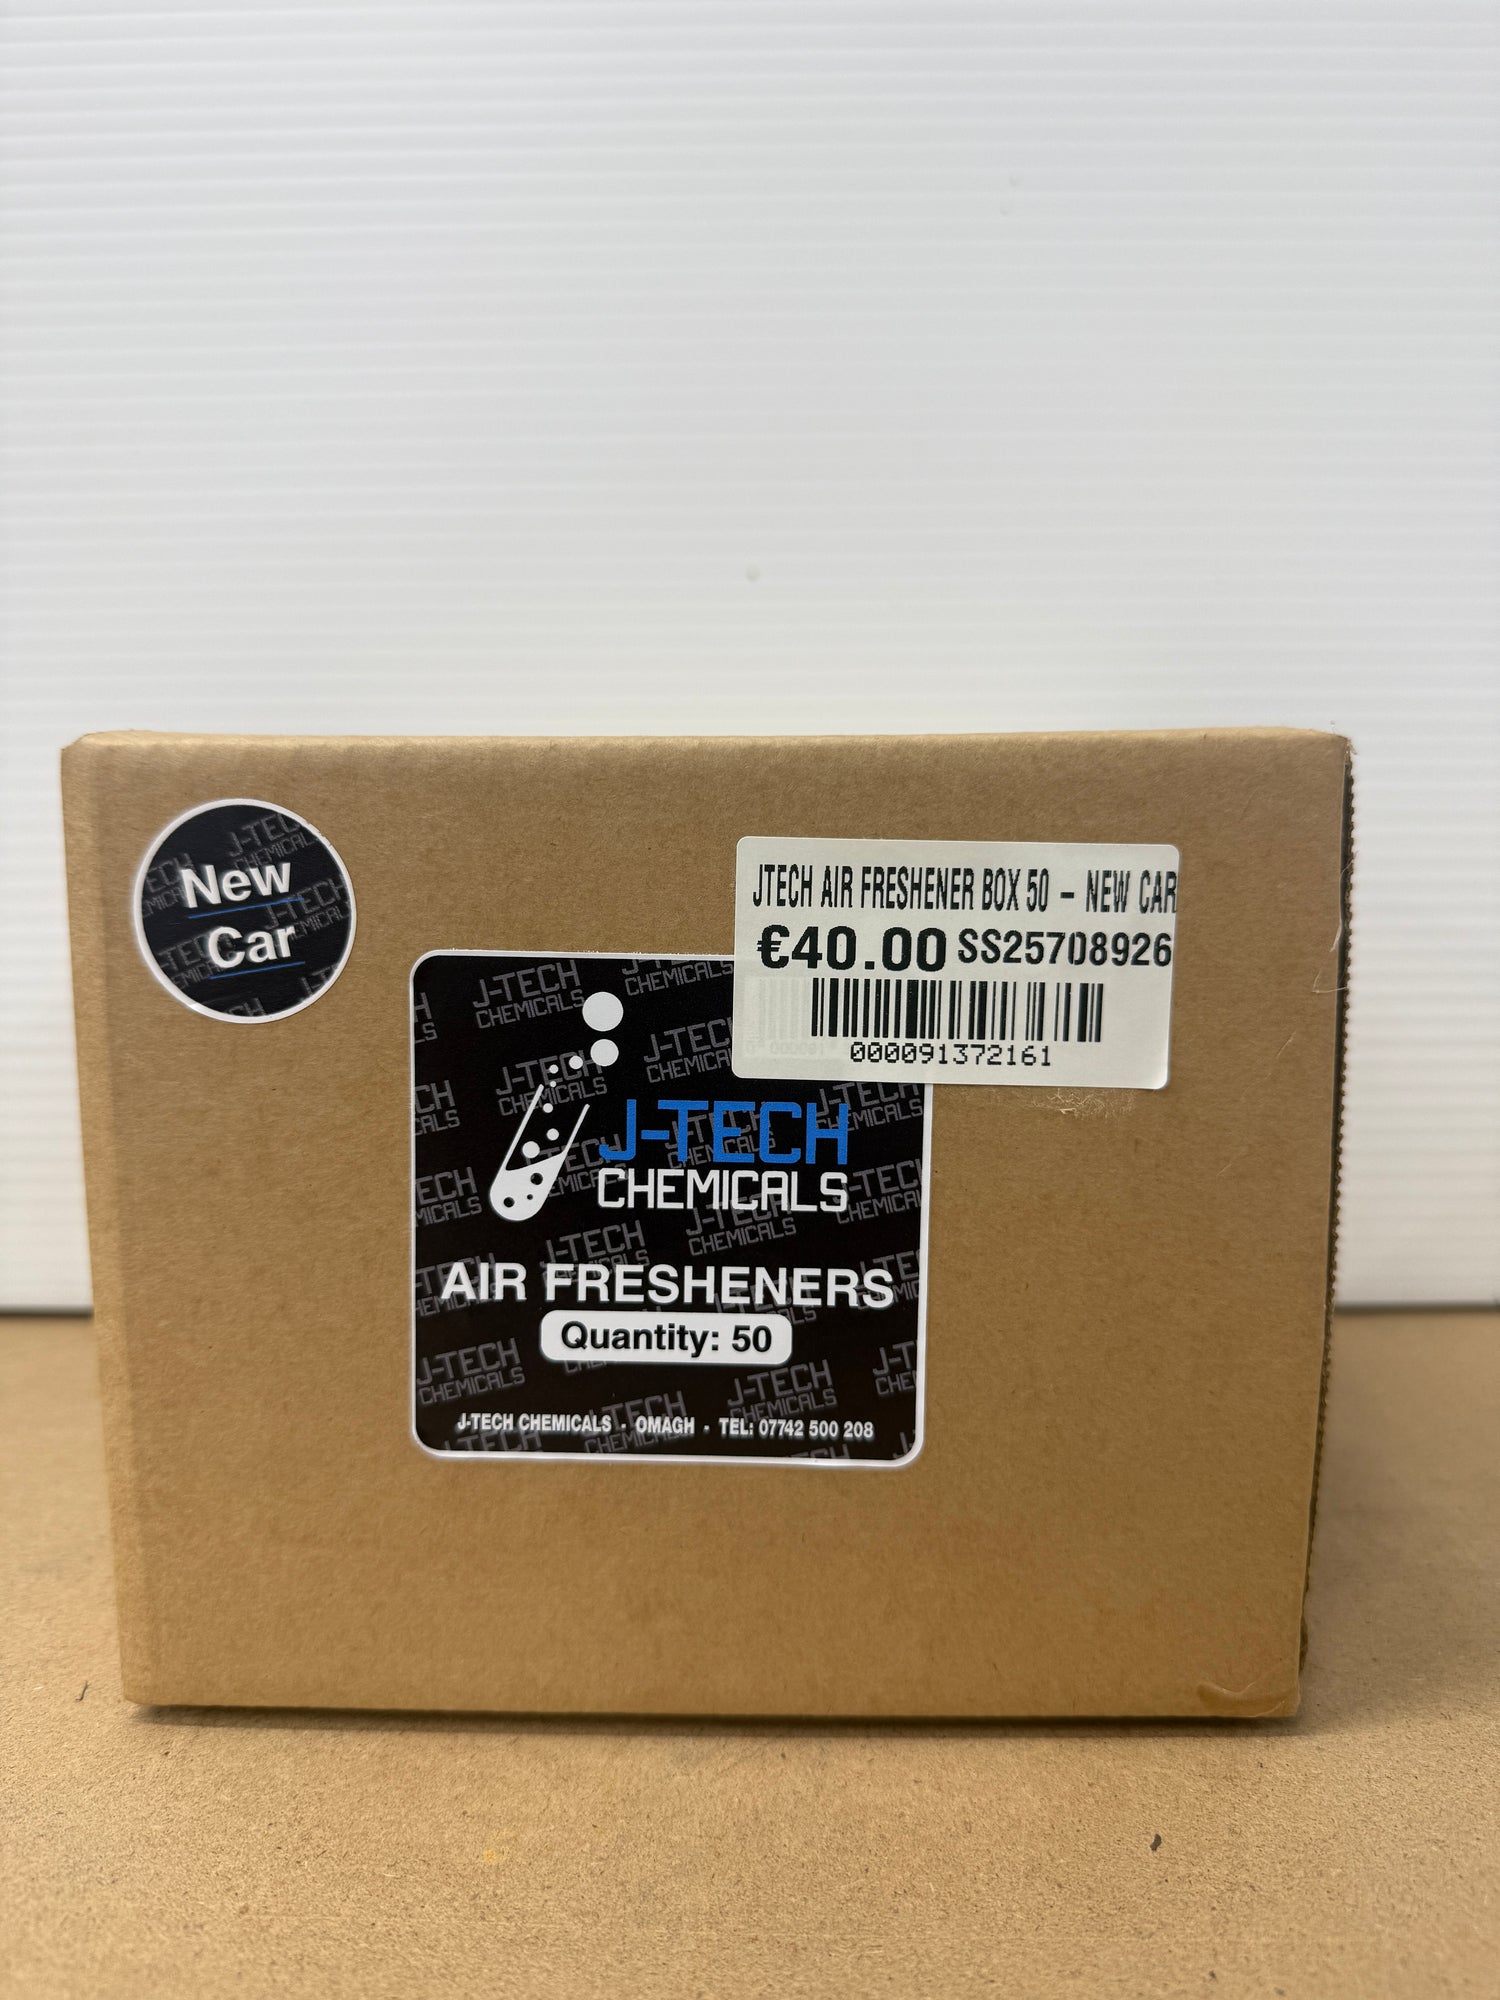 New
Car
JTECH AIR FRESHENER BOX 50 - NEW CAR
€40.00 SS25708926
000091372161
J-TECH
CHEMICALS
AIR FRESHENERS
Quantity: 50
J-TECH CHEMICALS - OMAGH - TEL: 07742 500 208